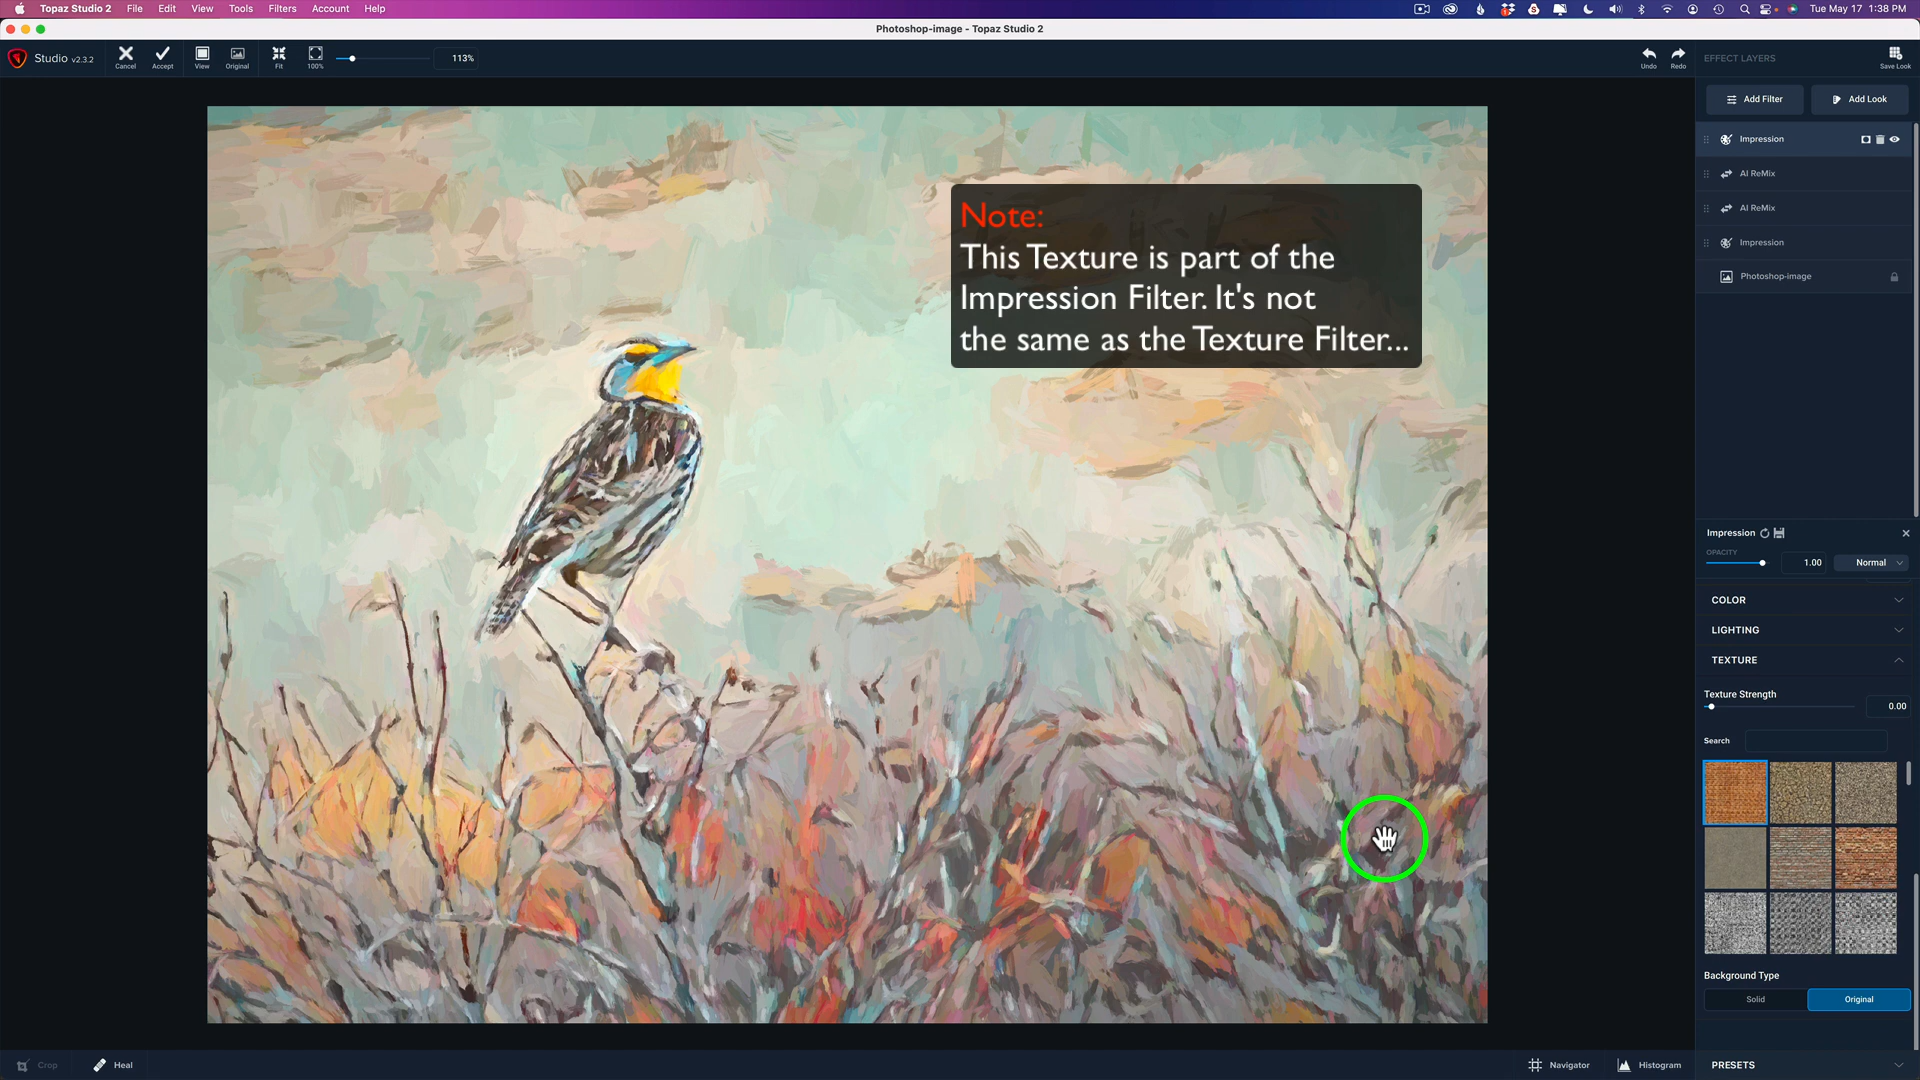 Topaz Studio 2 File Edit View Tools Filters Account Help
Tue May 17 1:38 PM
Photoshop-image - Topaz Studio 2
Studio v2.3.2
Cancel Accept View Original Fit 100% 113%
Undo Redo
EFFECT LAYERS
Save Look
Add Filter Add Look
Impression
AI ReMix
AI ReMix
Impression
Photoshop-image
Note:
This Texture is part of the
Impression Filter. It's not
the same as the Texture Filter...
Impression
OPACITY
1.00 Normal
COLOR
LIGHTING
TEXTURE
Texture Strength
0.00
Search
Background Type
Solid Original
Crop Heal
Navigator Histogram
PRESETS